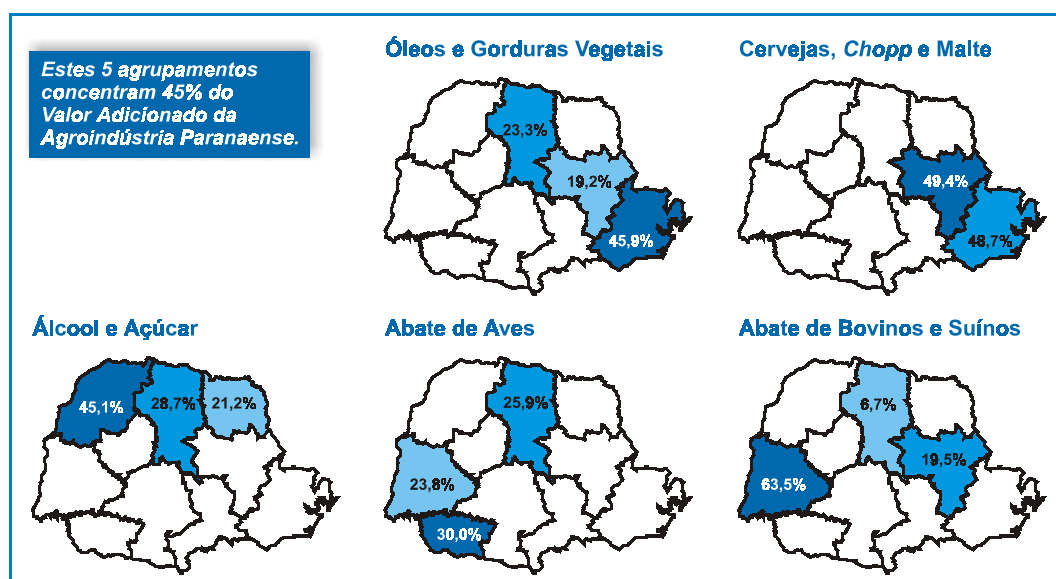 Estes 5 agrupamentos
concentram 45% do
Valor Adicionado da
Agroindústria Paranaense.
Óleos e Gorduras Vegetais
23,3%
19,2%
45,9%
Cervejas, Chopp e Malte
49,4%
48,7%
Álcool e Açúcar
45,1%
28,7%
21,2%
Abate de Aves
25,9%
23,8%
30,0%
Abate de Bovinos e Suínos
6,7%
19,5%
63,5%